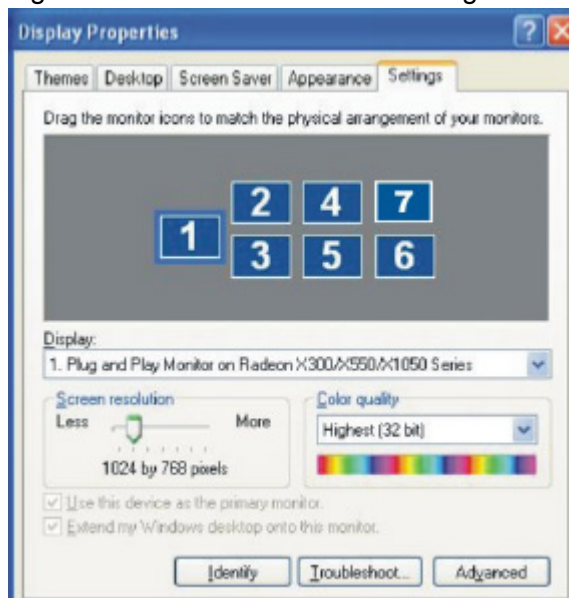 Display Properties
Themes Desktop Screen Saver Appearance Settings
Drag the monitor icons to match the physical arrangement of your monitors.
2 4 7
1
3 5 6
Display:
1. Plug and Play Monitor on Radeon X300/X550/X1050 Series
Screen resolution
Less More
1024 by 768 pixels
Color quality
Highest (32 bit)
Use this device as the primary monitor.
Extend my Windows desktop onto this monitor.
Identify Troubleshoot... Advanced